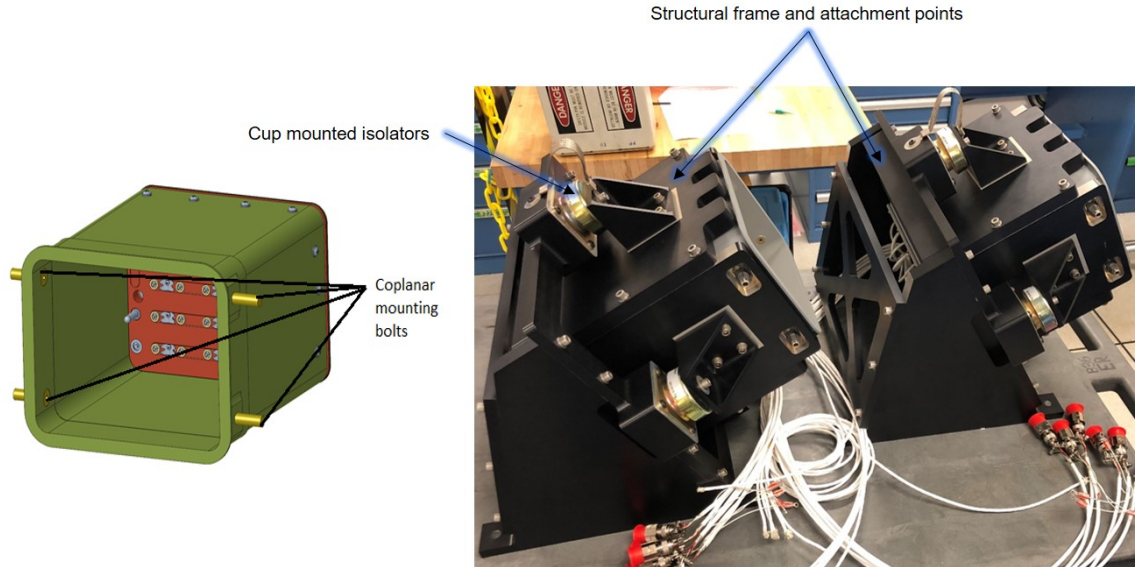 Structural frame and attachment points
Cup mounted isolators
Coplanar
mounting
bolts
DANGER
DANGER